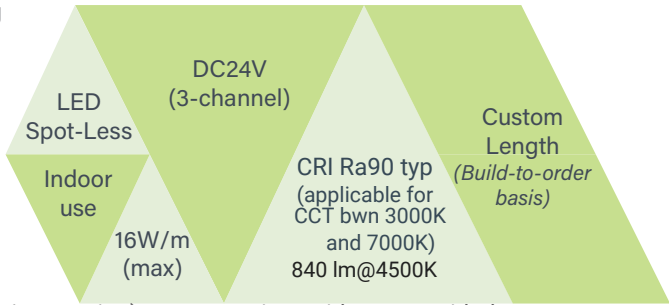 LED
Spot-Less
DC24V
(3-channel)
Indoor
use
16W/m
(max)
CRI Ra90 typ
(applicable for
CCT bwn 3000K
and 7000K)
840 lm@4500K
Custom
Length
(Build-to-order
basis)